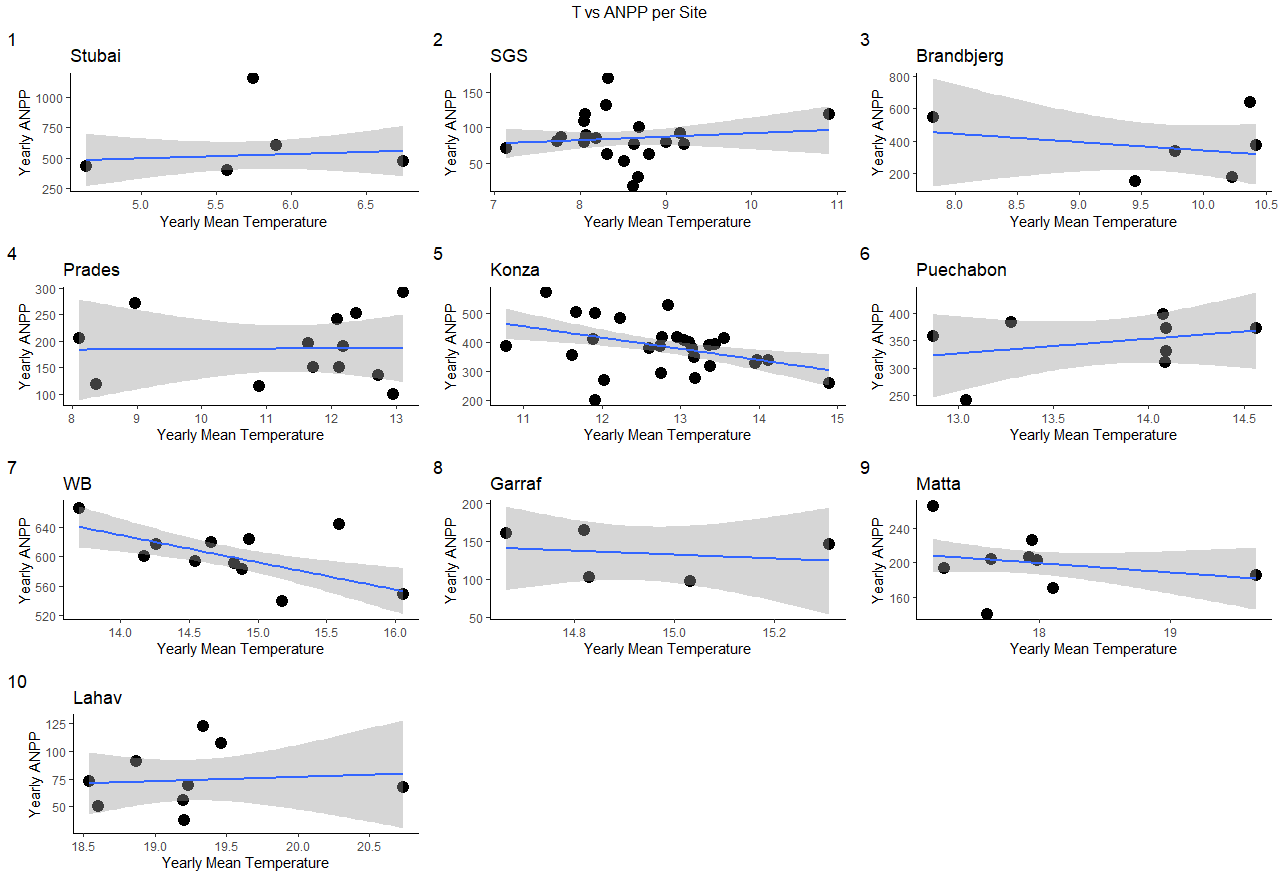 T vs ANPP per Site
1
Stubai
Yearly ANPP
1000
750
500
250
5.0 5.5 6.0 6.5
Yearly Mean Temperature
2
SGS
Yearly ANPP
150
100
50
7 8 9 10 11
Yearly Mean Temperature
3
Brandbjerg
Yearly ANPP
800
600
400
200
8.0 8.5 9.0 9.5 10.0 10.5
Yearly Mean Temperature
4
Prades
Yearly ANPP
300
250
200
150
100
8 9 10 11 12 13
Yearly Mean Temperature
5
Konza
Yearly ANPP
500
400
300
200
11 12 13 14 15
Yearly Mean Temperature
6
Puechabon
Yearly ANPP
400
350
300
250
13.0 13.5 14.0 14.5
Yearly Mean Temperature
7
WB
Yearly ANPP
640
600
560
520
14.0 14.5 15.0 15.5 16.0
Yearly Mean Temperature
8
Garraf
Yearly ANPP
200
150
100
50
14.8 15.0 15.2
Yearly Mean Temperature
9
Matta
Yearly ANPP
240
200
160
18 19
Yearly Mean Temperature
10
Lahav
Yearly ANPP
125
100
75
50
18.5 19.0 19.5 20.0 20.5
Yearly Mean Temperature